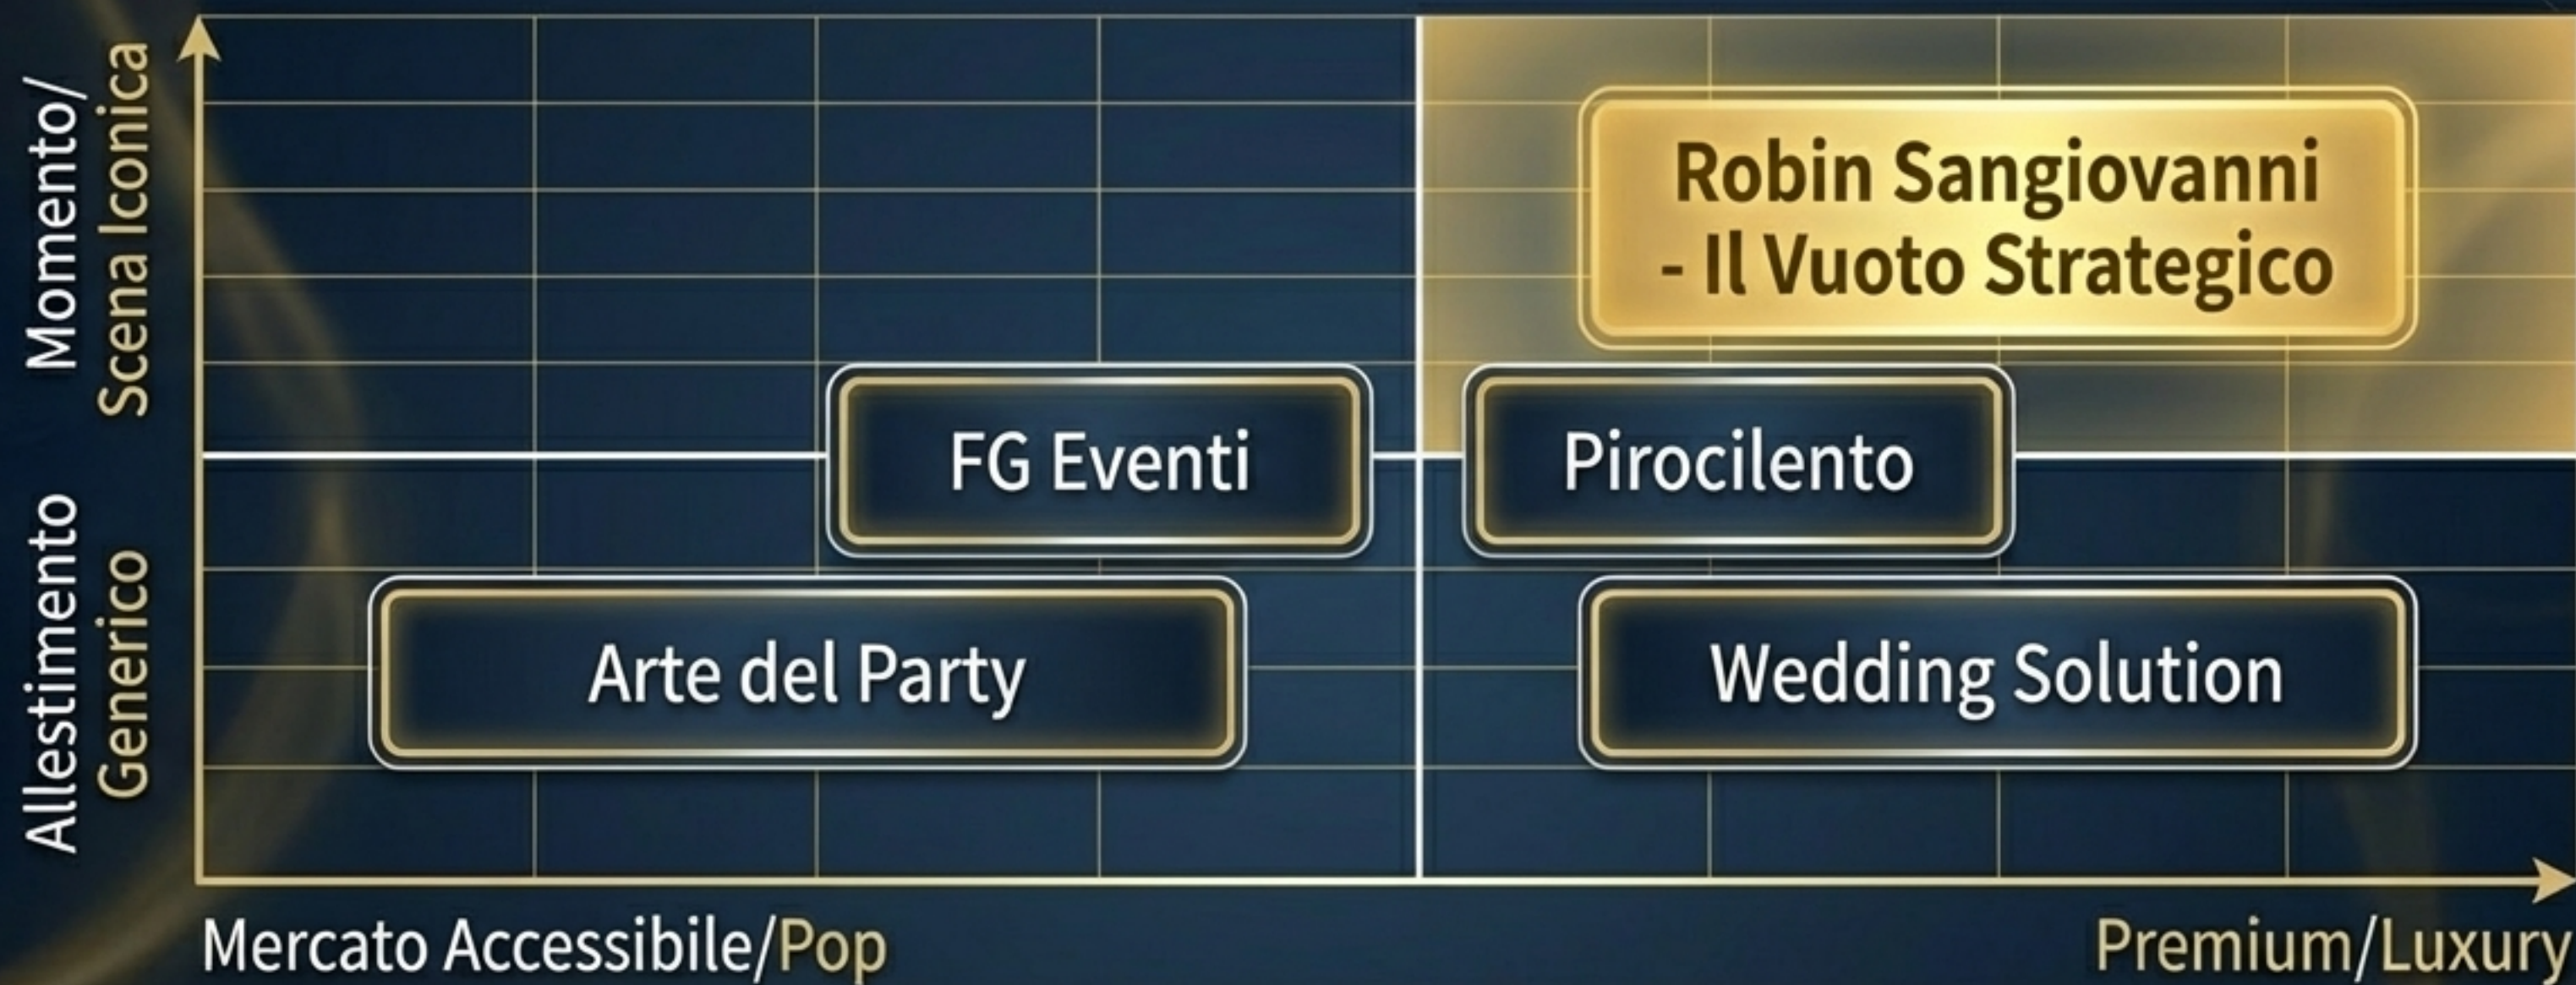 Momento/
Scena Iconica
Robin Sangiovanni
- Il Vuoto Strategico
FG Eventi
Pirocilento
Allestimento
Generico
Arte del Party
Wedding Solution
Mercato Accessibile/Pop
Premium/Luxury